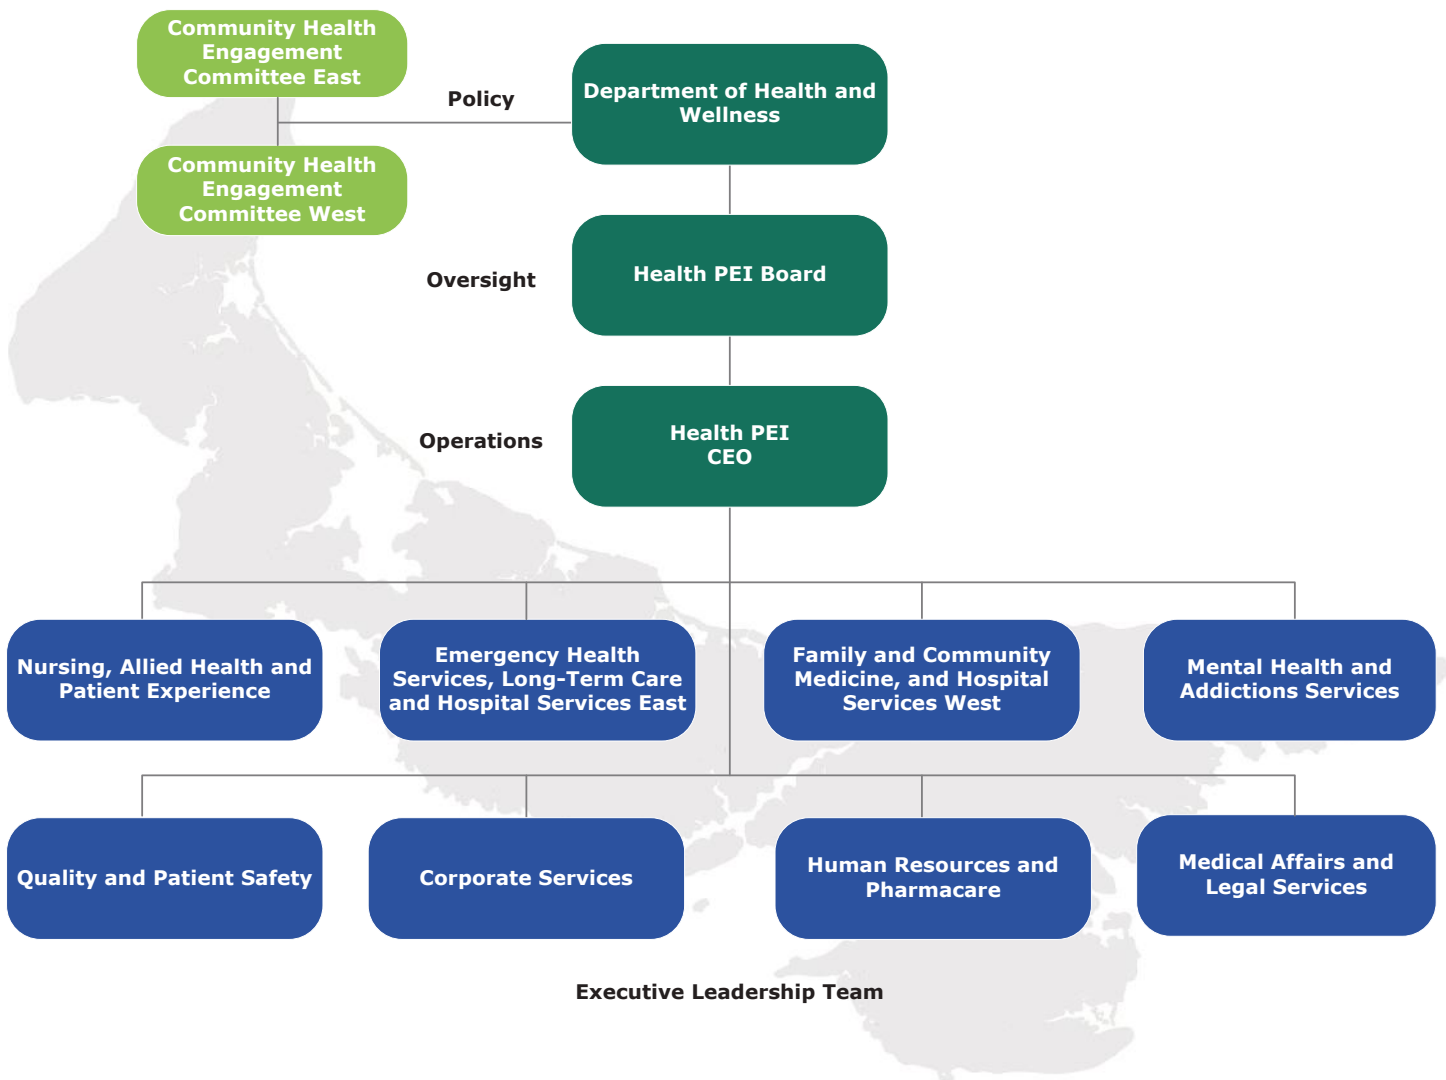 Community Health
Engagement
Committee East
Policy
Department of Health and
Wellness
Community Health
Engagement
Committee West
Oversight
Health PEI Board
Operations
Health PEI
CEO
Nursing, Allied Health and
Patient Experience
Emergency Health
Services, Long-Term Care
and Hospital Services East
Family and Community
Medicine, and Hospital
Services West
Mental Health and
Addictions Services
Quality and Patient Safety
Corporate Services
Human Resources and
Pharmacare
Medical Affairs and
Legal Services
Executive Leadership Team